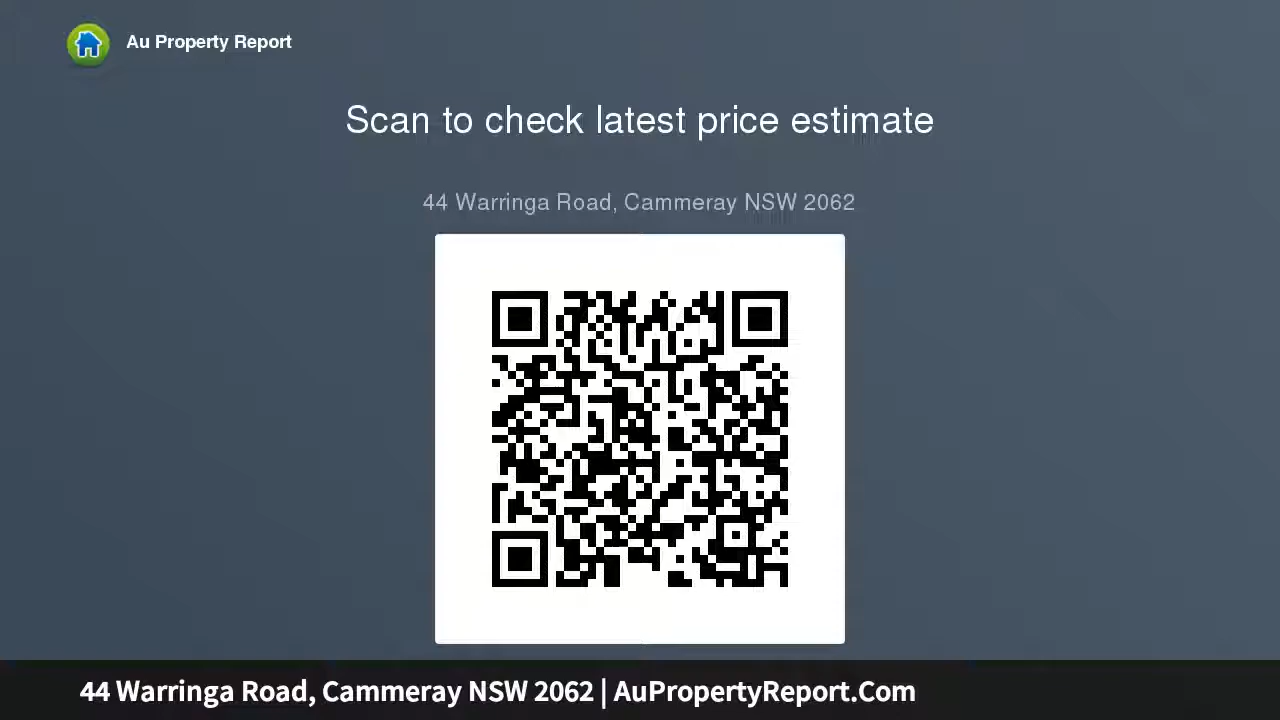 Au Property Report
Scan to check latest price estimate
44 Warringa Road, Cammeray NSW 2062
44 Warringa Road, Cammeray NSW 2062 | AuPropertyReport.Com